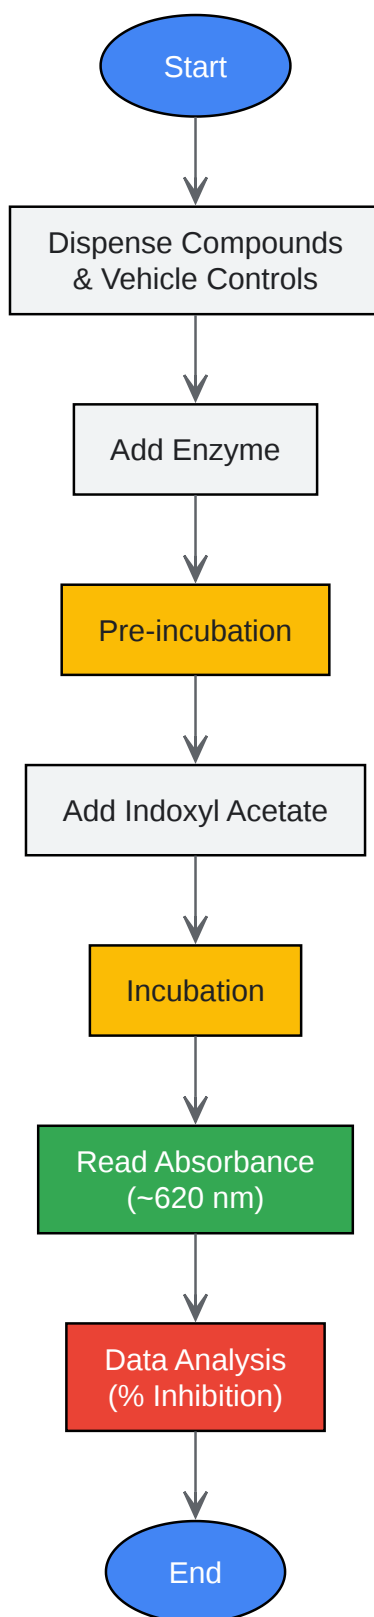 Start
Dispense Compounds
& Vehicle Controls
Add Enzyme
Pre-incubation
Add Indoxyl Acetate
Incubation
Read Absorbance
(~620 nm)
Data Analysis
(% Inhibition)
End